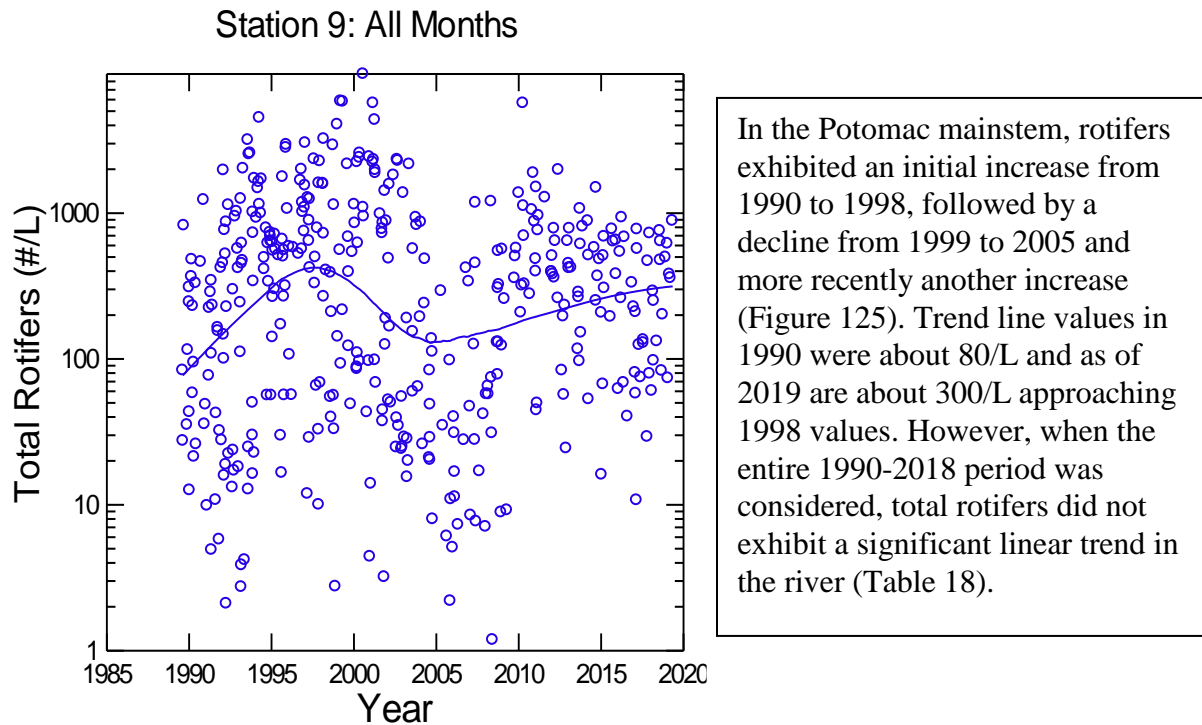 Station 9: All Months
Total Rotifers (#/L)
1000
100
10
1
1985 1990 1995 2000 2005 2010 2015 2020
Year
In the Potomac mainstem, rotifers
exhibited an initial increase from
1990 to 1998, followed by a
decline from 1999 to 2005 and
more recently another increase
(Figure 125). Trend line values in
1990 were about 80/L and as of
2019 are about 300/L approaching
1998 values. However, when the
entire 1990-2018 period was
considered, total rotifers did not
exhibit a significant linear trend in
the river (Table 18).